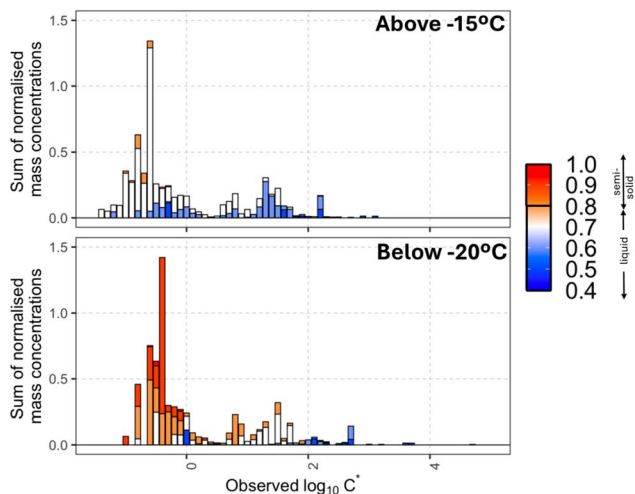 Above -15ºC
Sum of normalised
mass concentrations
1.5
1.0
0.5
0.0
Below -20ºC
Sum of normalised
mass concentrations
1.5
1.0
0.5
0.0
0
2
4
Observed log10 C*
1.0
0.9
0.8
0.7
0.6
0.5
0.4
semi-
solid
liquid